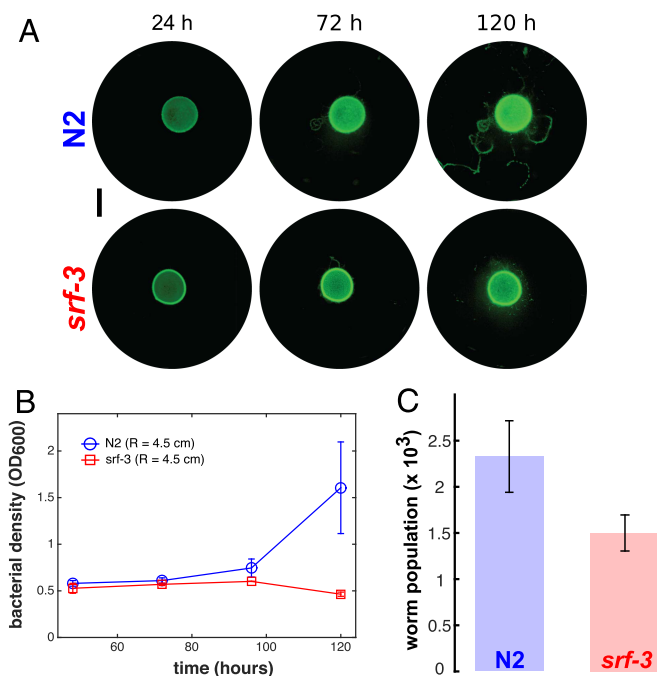 A
24 h
72 h
120 h
N2
srf-3
B
bacterial density (OD600)
2
1.5
1
0.5
0
N2 (R = 4.5 cm)
srf-3 (R = 4.5 cm)
60
80
100
120
time (hours)
C
worm population (x 10³)
2.5
2
1.5
1
0.5
0
N2
srf-3